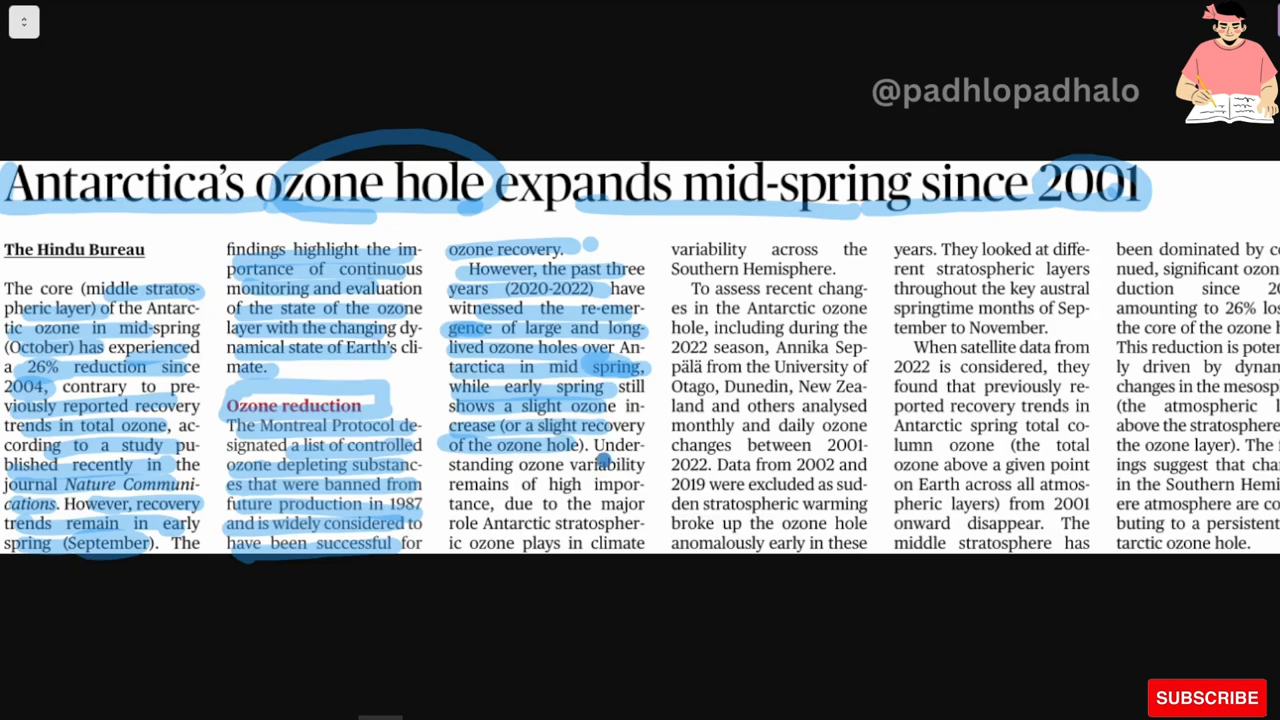 @padhlopadhalo
Antarctica's ozone hole expands mid-spring since 2001
The Hindu Bureau
The core (middle stratos-
pheric layer) of the Antarc-
tic ozone in mid-spring
(October) has experienced
a 26% reduction since
2004, contrary to pre-
viously reported recovery
trends in total ozone, ac-
cording to a study pu-
blished recently in the
journal Nature Communi-
cations. However, recovery
trends remain in early
spring (September). The
findings highlight the im-
portance of continuous
monitoring and evaluation
of the state of the ozone
layer with the changing dy-
namical state of Earth's cli-
mate.
Ozone reduction
The Montreal Protocol de-
signated a list of controlled
ozone depleting substanc-
es that were banned from
future production in 1987
and is widely considered to
have been successful for
ozone recovery.
However, the past three
years (2020-2022) have
witnessed the re-emer-
gence of large and long-
lived ozone holes over An-
tarctica in mid spring,
while early spring still
shows a slight ozone in-
crease (or a slight recovery
of the ozone hole). Under-
standing ozone variability
remains of high impor-
tance, due to the major
role Antarctic stratospher-
ic ozone plays in climate
variability across the
Southern Hemisphere.
To assess recent chang-
es in the Antarctic ozone
hole, including during the
2022 season, Annika Sep-
pälä from the University of
Otago, Dunedin, New Zea-
land and others analysed
monthly and daily ozone
changes between 2001-
2022. Data from 2002 and
2019 were excluded as sud-
den stratospheric warming
broke up the ozone hole
anomalously early in these
years. They looked at diffe-
rent stratospheric layers
throughout the key austral
springtime months of Sep-
tember to November.
When satellite data from
2022 is considered, they
found that previously re-
ported recovery trends in
Antarctic spring total co-
lumn ozone (the total
ozone above a given point
on Earth across all atmos-
pheric layers) from 2001
onward disappear. The
middle stratosphere has
been dominated by c
nued, significant ozon
duction since 20
amounting to 26% los
the core of the ozone h
This reduction is poten
ly driven by dynam
changes in the mesosp
(the atmospheric l
above the stratosphere
the ozone layer). The f
ings suggest that chan
in the Southern Hemi
ere atmosphere are co
buting to a persistent
tarctic ozone hole.
SUBSCRIBE